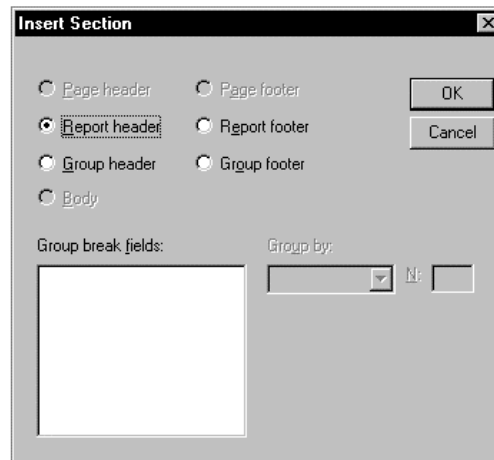 Insert Section
Page header
Page footer
OK
Report header
Report footer
Cancel
Group header
Group footer
Body
Group break fields:
Group by:
N: